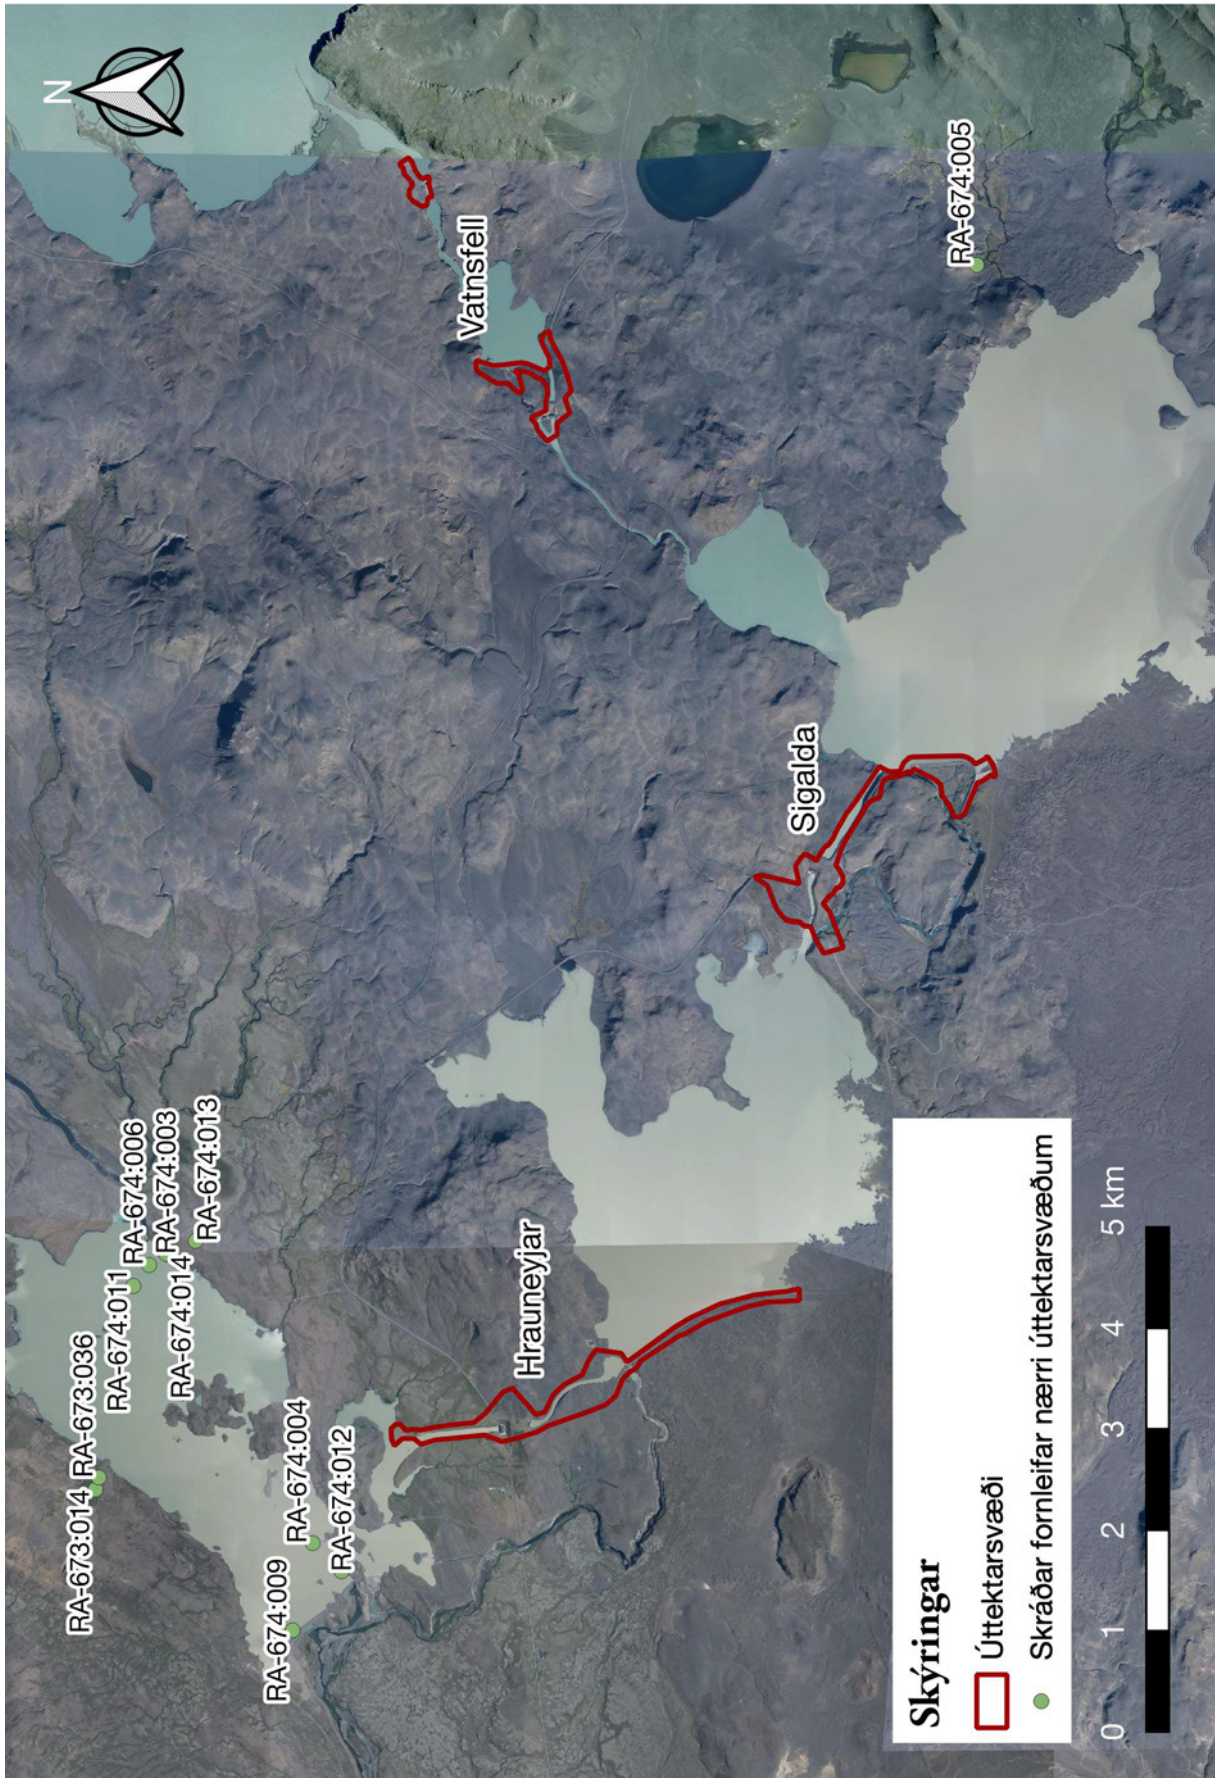 N
RA-673:014
RA-673:036
RA-674:011
RA-674:006
RA-674:003
RA-674:014
RA-674:013
RA-674:009
RA-674:004
RA-674:012
Vatnsfell
Hrauneyjar
Sigalda
RA-674:005
Skýringar
Úttektarsvæði
Skráðar fornleifar nærri úttektarsvæðum
0 1 2 3 4 5 km